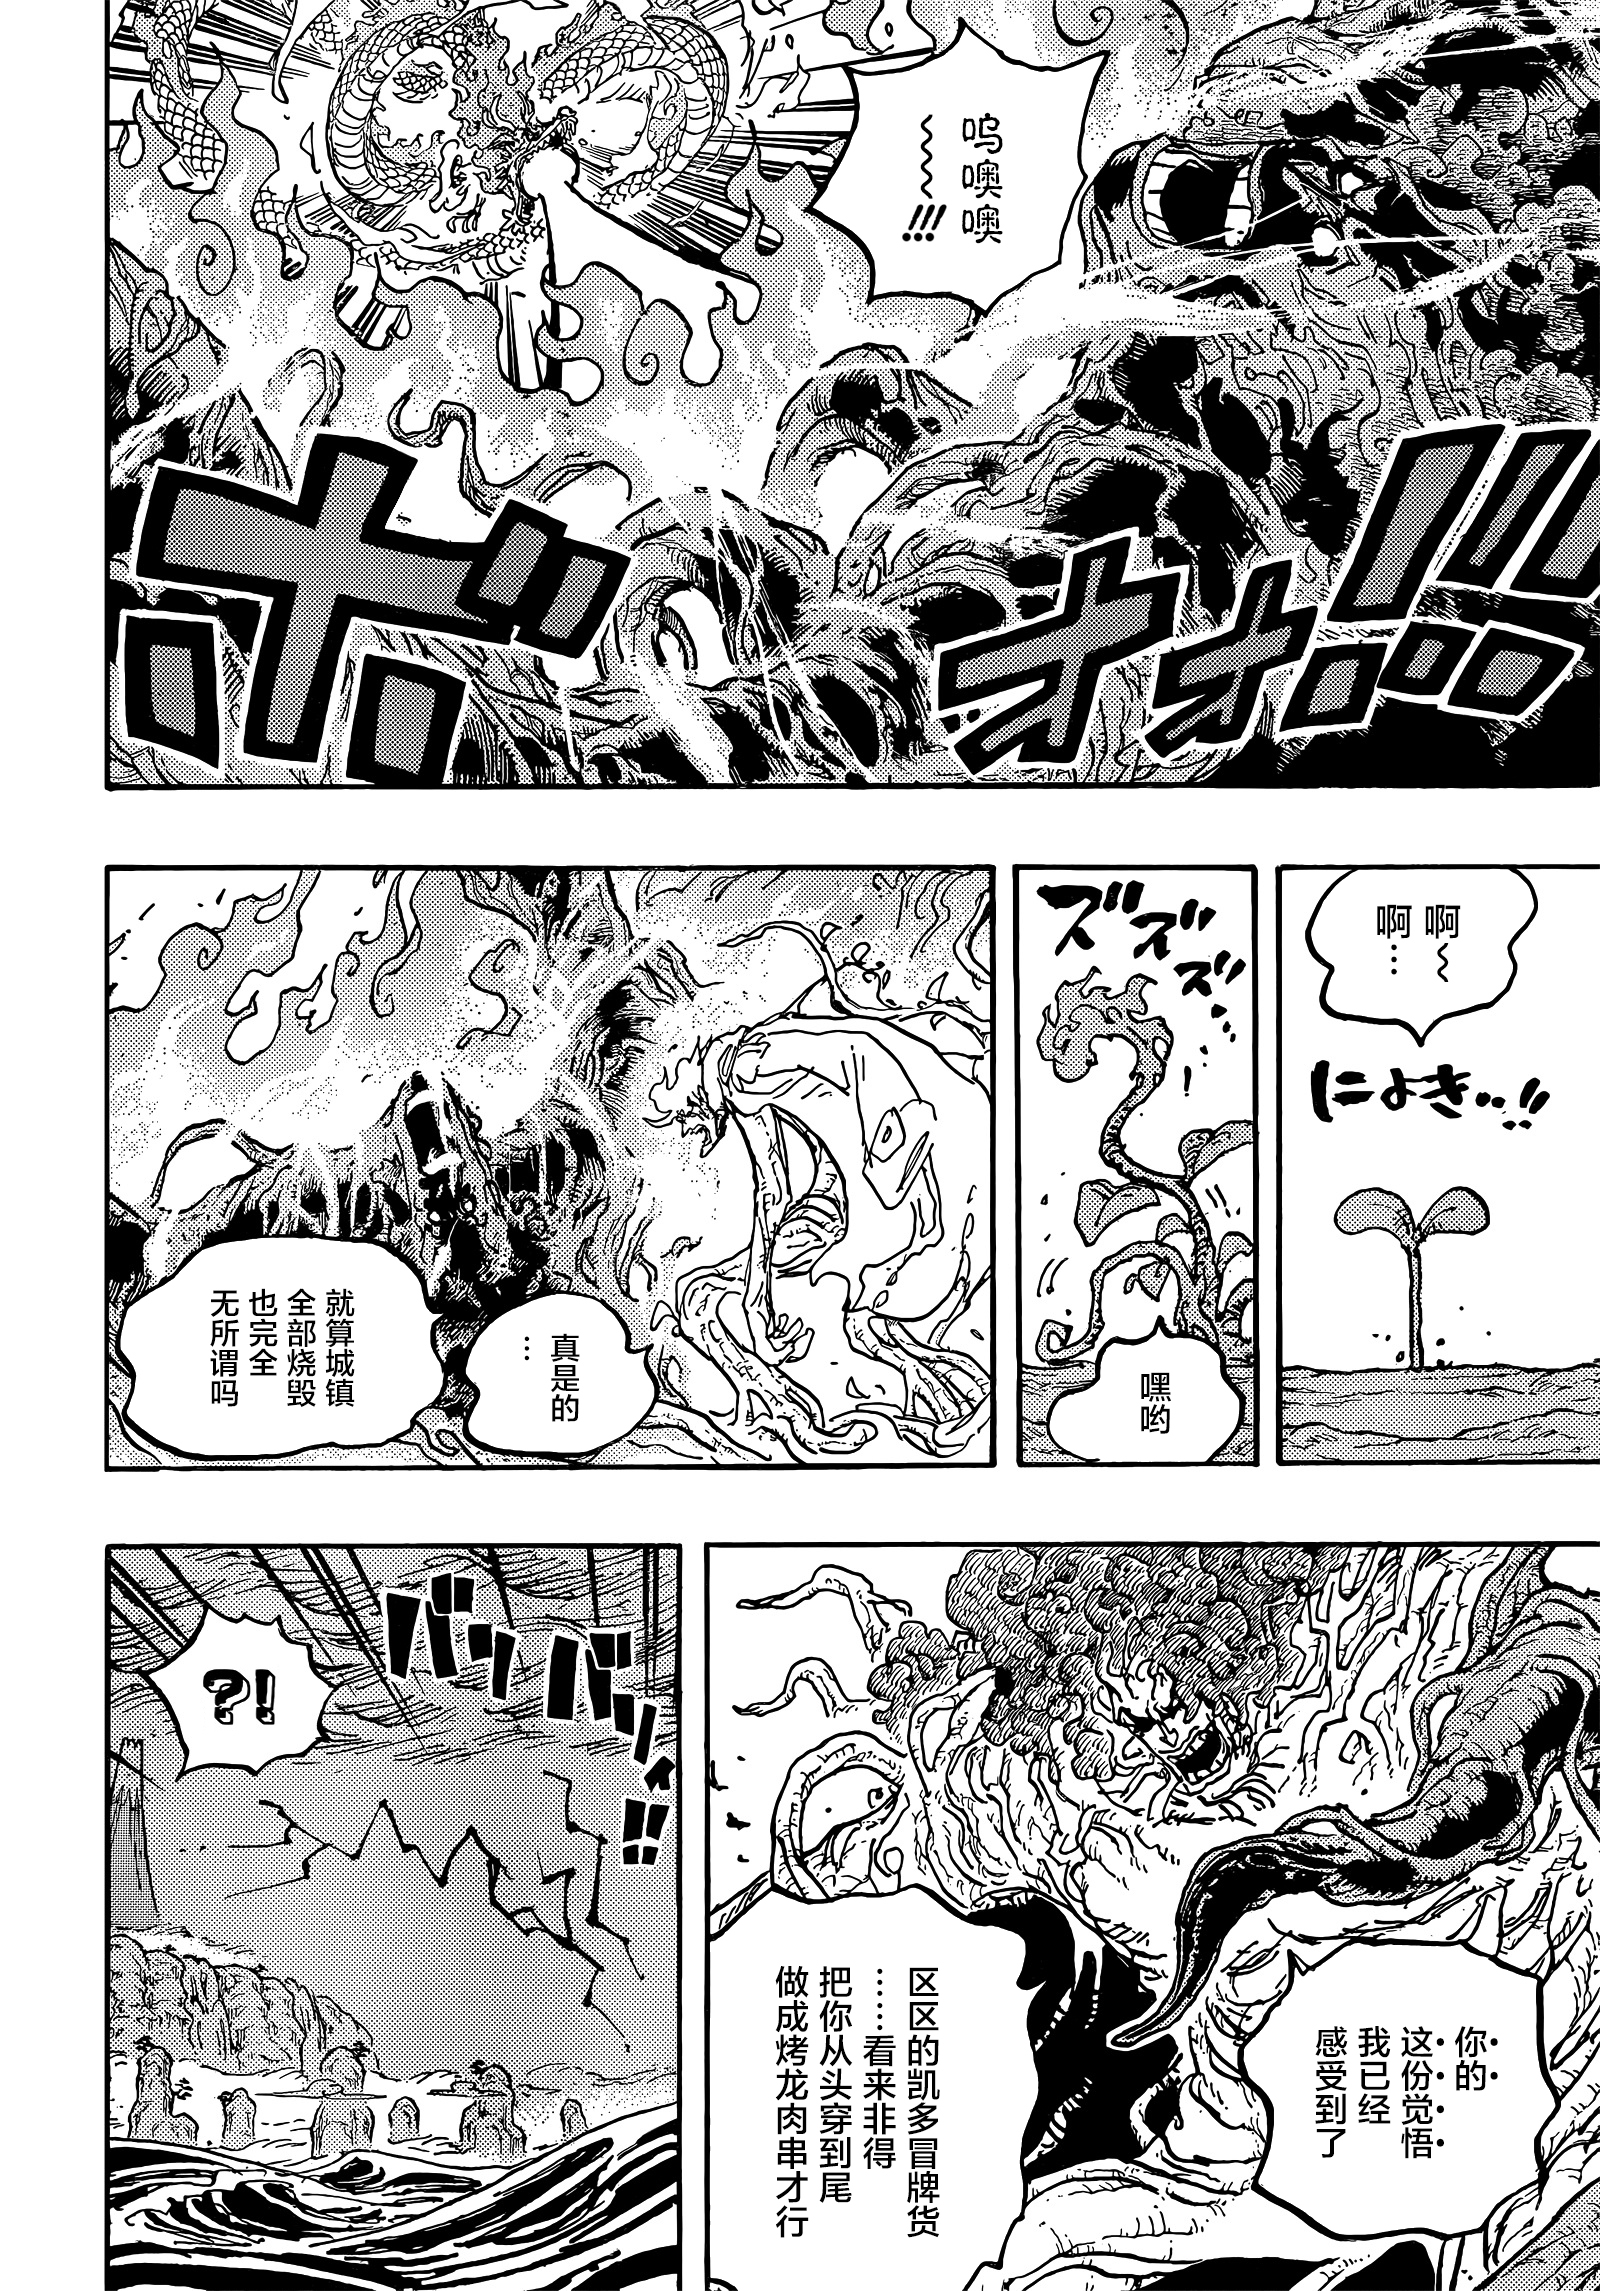 呜噢噢
〜〜〜!!!
ボオオ゙!!!
啊〜
啊…
にょき…!!
ズズズ…!
嘿哟
真是的
…
就算城镇
全部烧毁
也完全
无所谓吗
你的
这份觉悟
我已经
感受到了
区区的凯多冒牌货
……看来非得
把你从头穿到尾
做成烤龙肉串才行
バリバリッ!!
?!